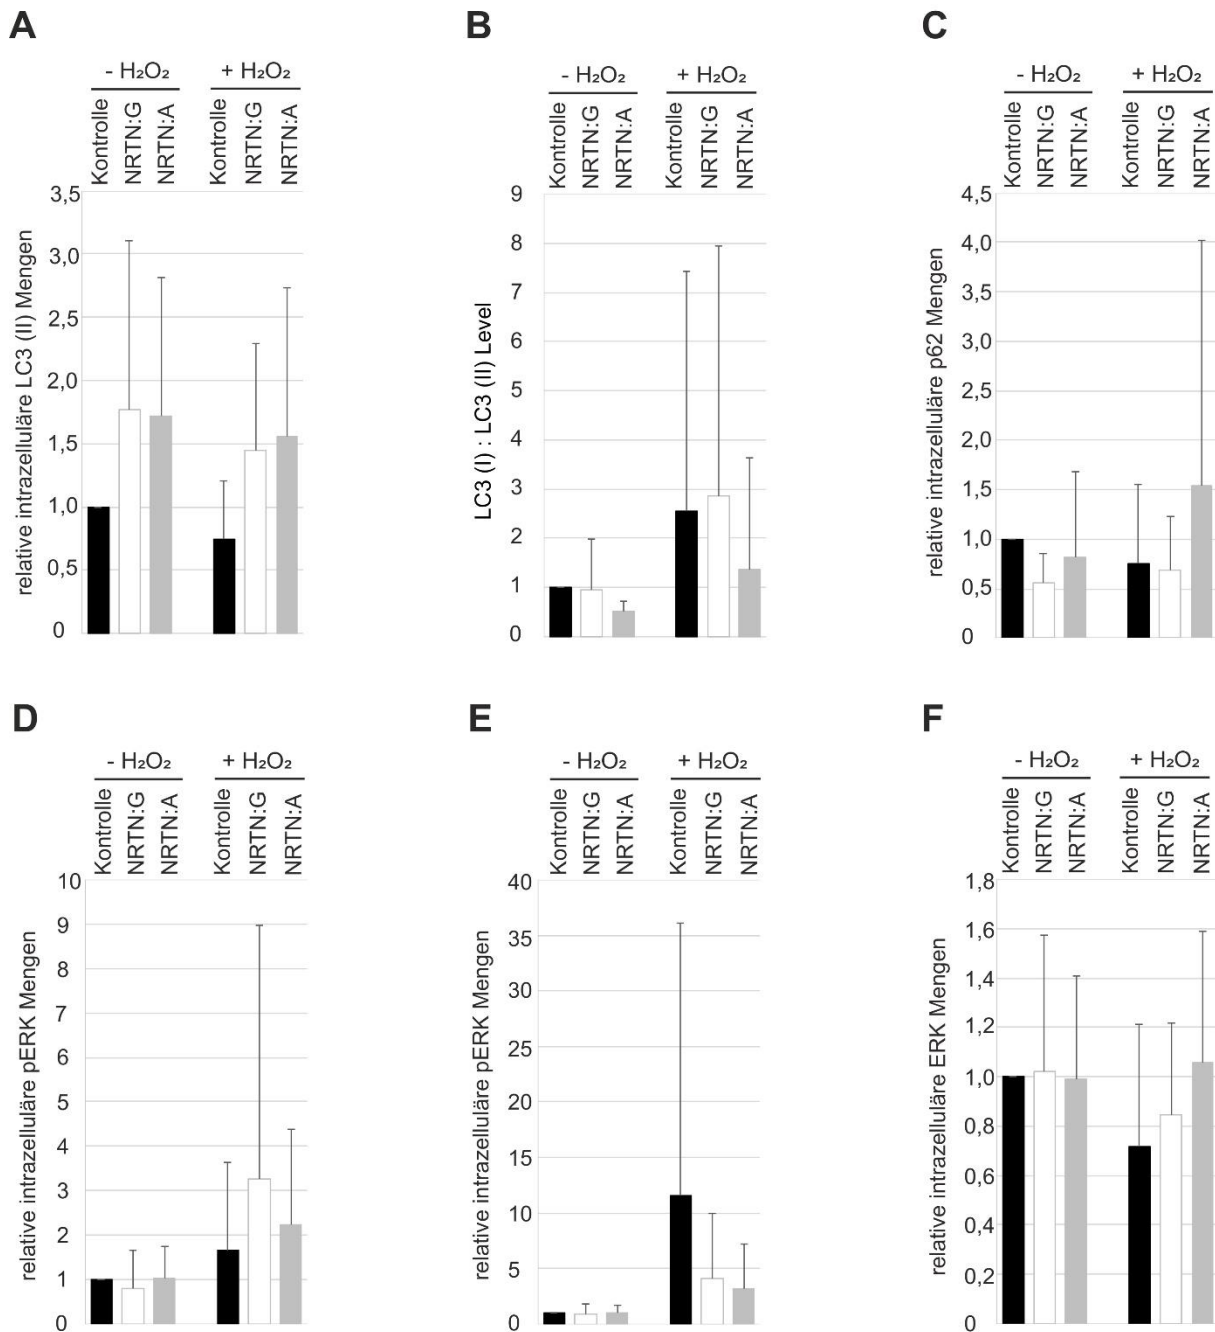 A
- H₂O₂
+ H₂O₂
Kontrolle
NRTN:G
NRTN:A
Kontrolle
NRTN:G
NRTN:A
relative intrazelluläre LC3 (II) Mengen
3,5
3,0
2,5
2,0
1,5
1,0
0,5
0
B
- H₂O₂
+ H₂O₂
Kontrolle
NRTN:G
NRTN:A
Kontrolle
NRTN:G
NRTN:A
LC3 (I) : LC3 (II) Level
9
8
7
6
5
4
3
2
1
0
C
- H₂O₂
+ H₂O₂
Kontrolle
NRTN:G
NRTN:A
Kontrolle
NRTN:G
NRTN:A
relative intrazelluläre p62 Mengen
4,5
4,0
3,5
3,0
2,5
2,0
1,5
1,0
0,5
0
D
- H₂O₂
+ H₂O₂
Kontrolle
NRTN:G
NRTN:A
Kontrolle
NRTN:G
NRTN:A
relative intrazelluläre pERK Mengen
10
9
8
7
6
5
4
3
2
1
0
E
- H₂O₂
+ H₂O₂
Kontrolle
NRTN:G
NRTN:A
Kontrolle
NRTN:G
NRTN:A
relative intrazelluläre pERK Mengen
40
35
30
25
20
15
10
5
0
F
- H₂O₂
+ H₂O₂
Kontrolle
NRTN:G
NRTN:A
Kontrolle
NRTN:G
NRTN:A
relative intrazelluläre ERK Mengen
1,8
1,6
1,4
1,2
1,0
0,8
0,6
0,4
0,2
0